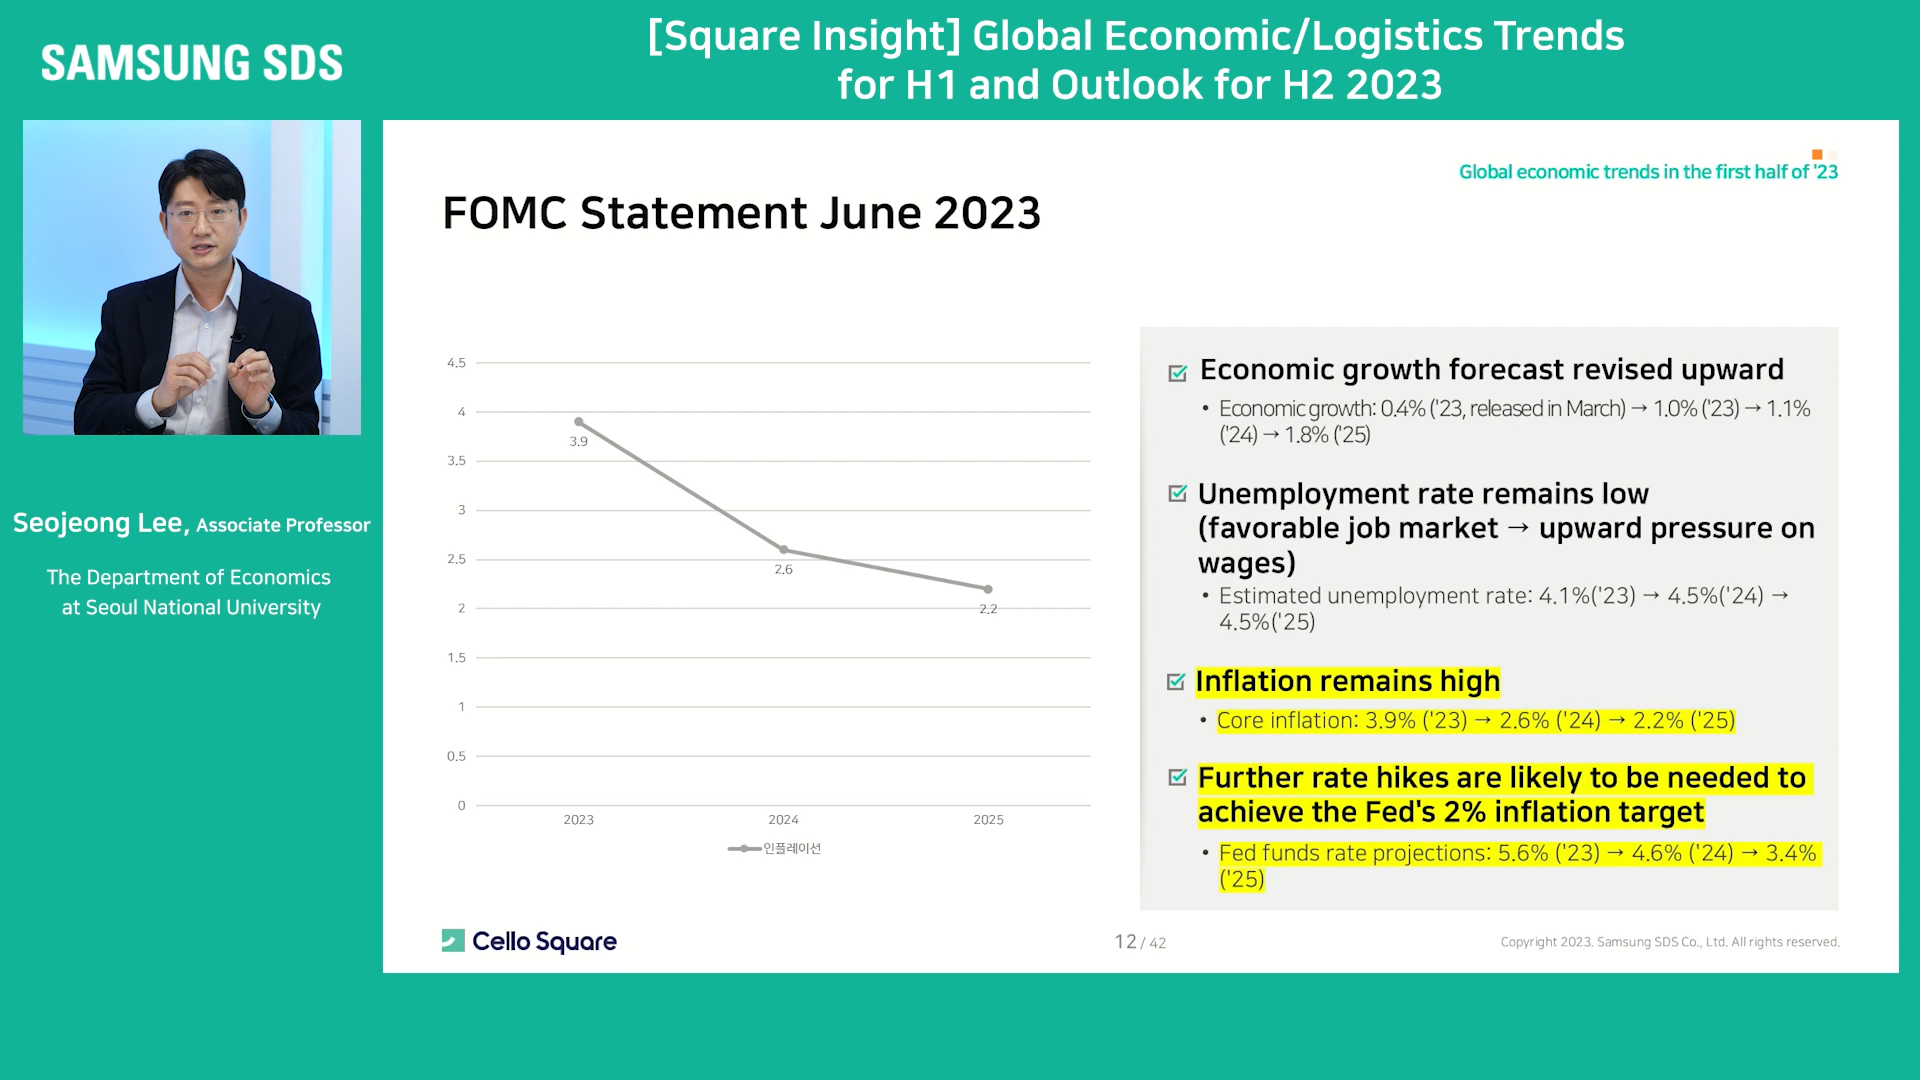 SAMSUNG SDS
[Square Insight] Global Economic/Logistics Trends
for H1 and Outlook for H2 2023
Seojeong Lee, Associate Professor
The Department of Economics
at Seoul National University
Global economic trends in the first half of '23
FOMC Statement June 2023
4.5
4
3.5
3
2.5
2
1.5
1
0.5
0
3.9
2.6
2.2
2023
2024
2025
인플레이션
Economic growth forecast revised upward
• Economic growth: 0.4% ('23, released in March) → 1.0% ('23) → 1.1%
('24) → 1.8% ('25)
Unemployment rate remains low
(favorable job market → upward pressure on
wages)
• Estimated unemployment rate: 4.1%('23) → 4.5%('24) →
4.5%('25)
Inflation remains high
• Core inflation: 3.9% ('23) → 2.6% ('24) → 2.2% ('25)
Further rate hikes are likely to be needed to
achieve the Fed's 2% inflation target
• Fed funds rate projections: 5.6% ('23) → 4.6% ('24) → 3.4%
('25)
Cello Square
12 / 42
Copyright 2023. Samsung SDS Co., Ltd. All rights reserved.